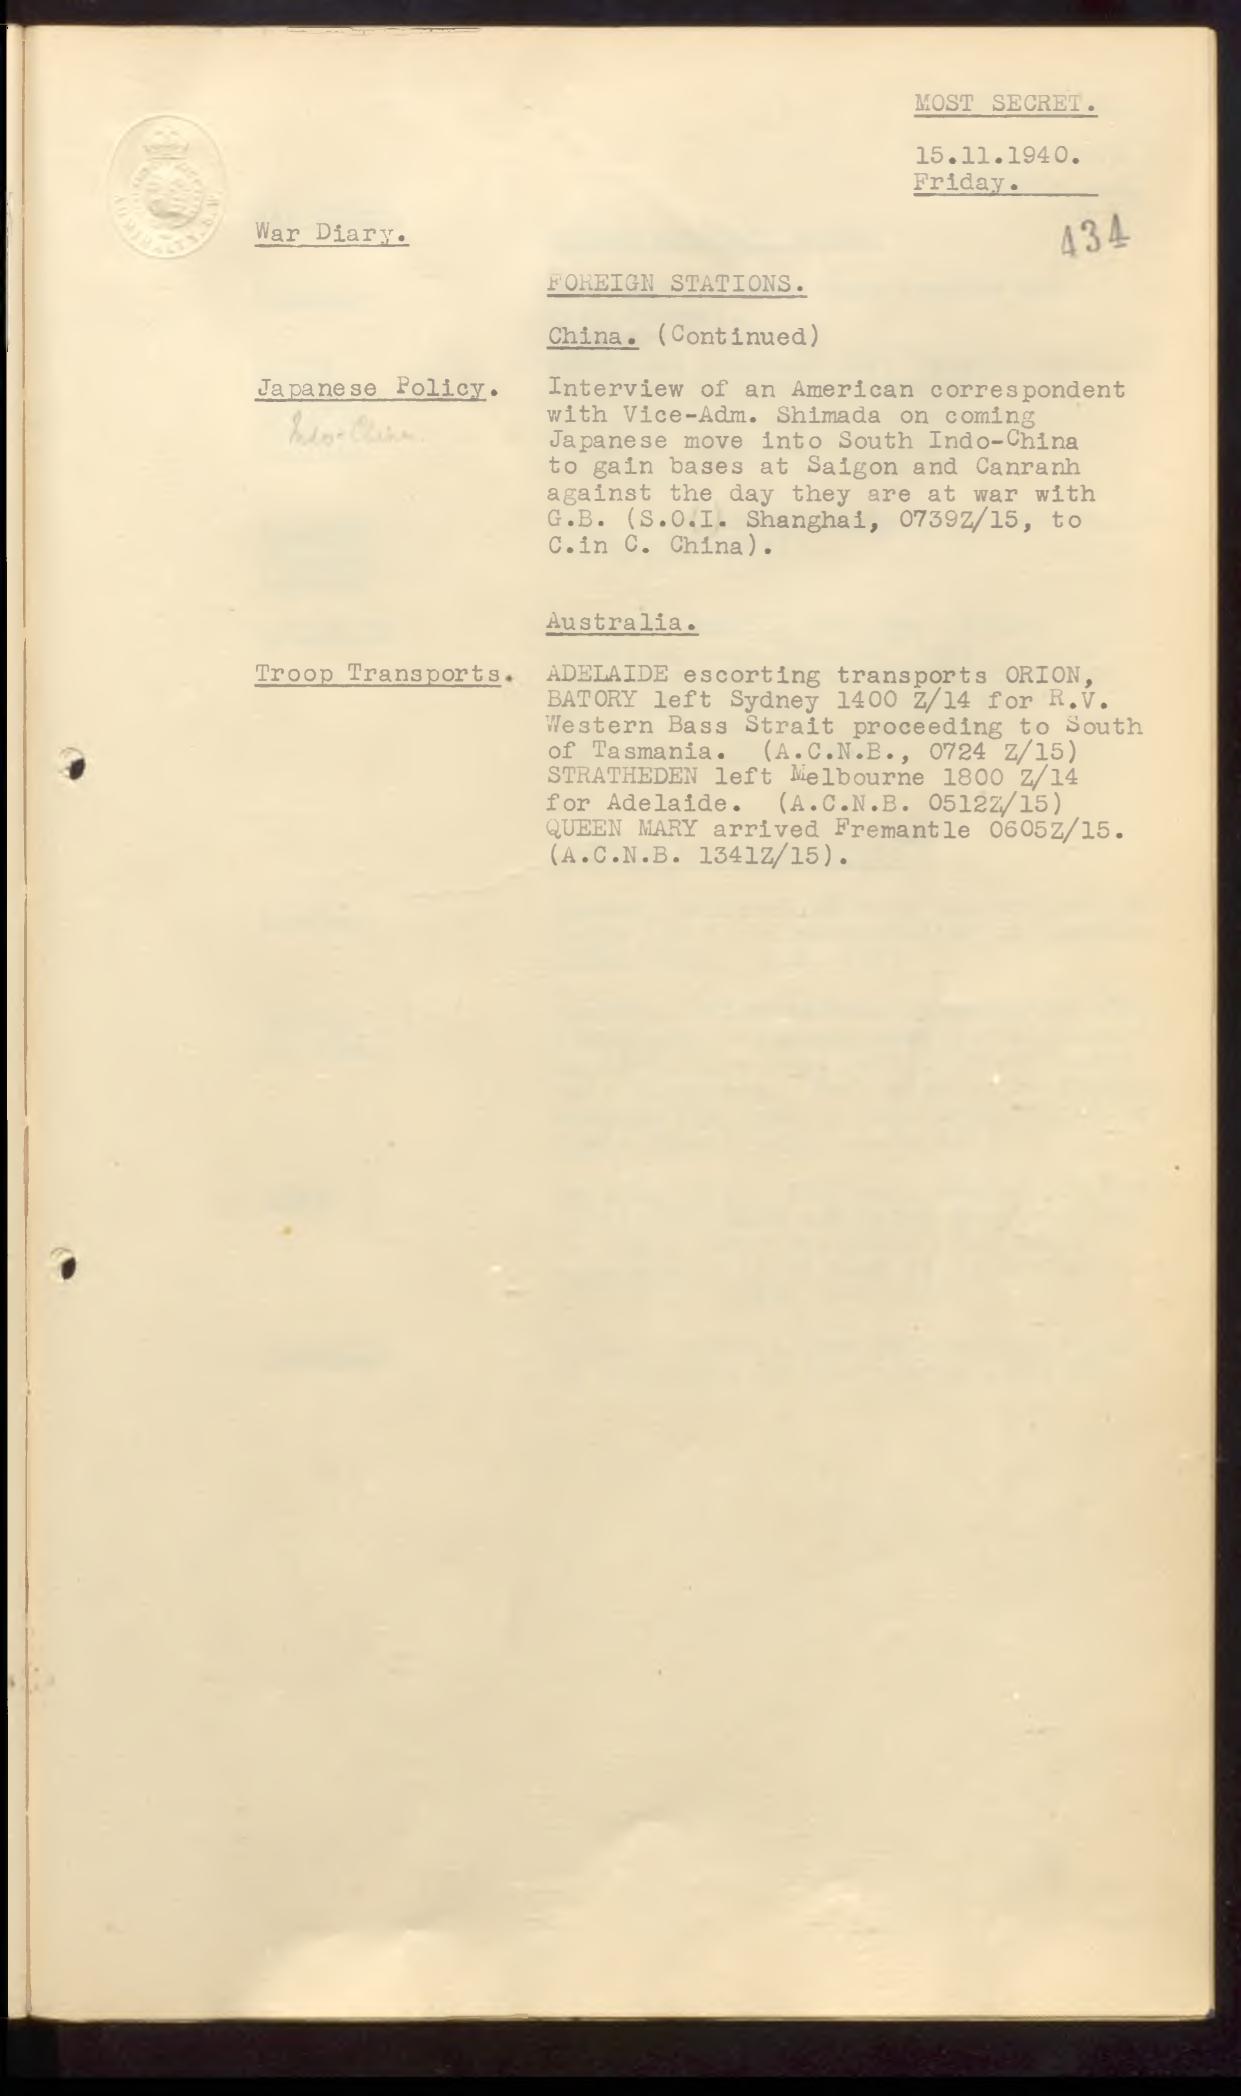 MOST SECRET.
15.11.1940.
Friday.
War Diary.
434
FOREIGN STATIONS.
China. (Continued)
Japanese Policy.
Indo-China.
Interview of an American correspondent
with Vice-Adm. Shimada on coming
Japanese move into South Indo-China
to gain bases at Saigon and Canranh
against the day they are at war with
G.B. (S.O.I. Shanghai, 0739Z/15, to
C.in C. China).
Australia.
Troop Transports.
ADELAIDE escorting transports ORION,
BATORY left Sydney 1400 Z/14 for R.V.
Western Bass Strait proceeding to South
of Tasmania. (A.C.N.B., 0724 Z/15)
STRATHEDEN left Melbourne 1800 Z/14
for Adelaide. (A.C.N.B. 0512Z/15)
QUEEN MARY arrived Fremantle 0605Z/15.
(A.C.N.B. 1341Z/15).
ADMIRALTY. S.W.